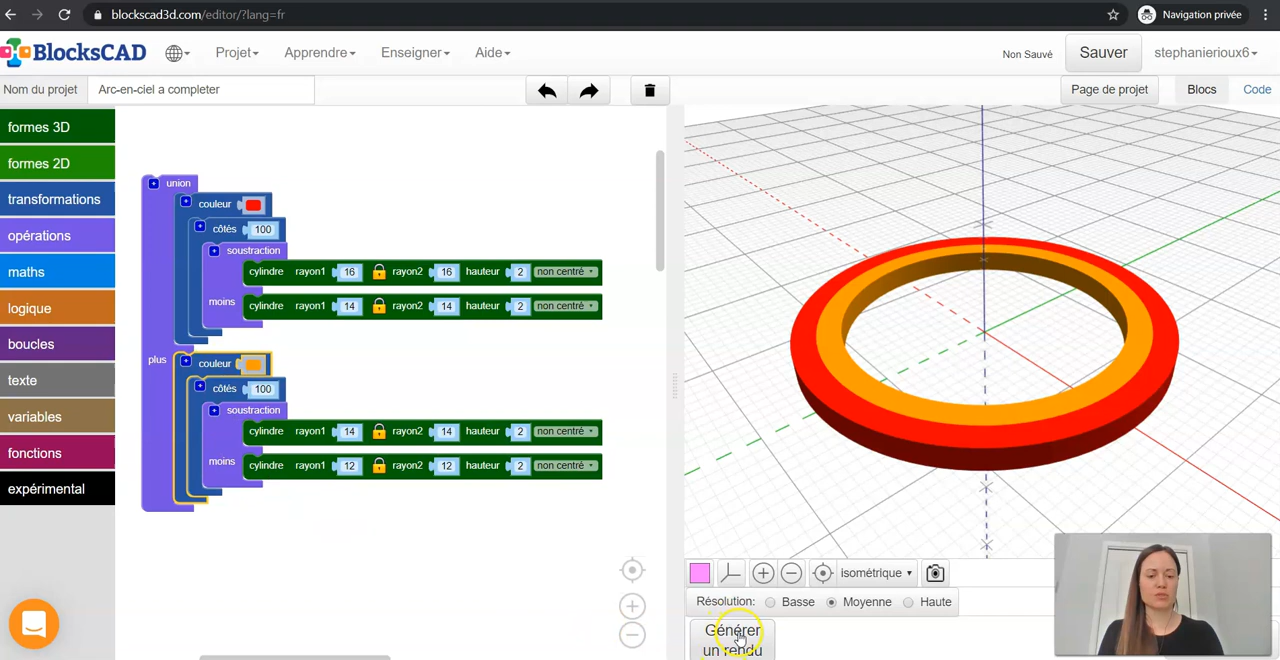 blockscad3d.com/editor/?lang=fr
Navigation privée
BlocksCAD
Projet
Apprendre
Enseigner
Aide
Non Sauvé
Sauver
stephanierioux6
Nom du projet
Arc-en-ciel a completer
Page de projet
Blocs
Code
formes 3D
formes 2D
transformations
opérations
maths
logique
boucles
texte
variables
fonctions
expérimental
union
couleur
côtés 100
soustraction
cylindre rayon1 16 rayon2 16 hauteur 2 non centré
moins
cylindre rayon1 14 rayon2 14 hauteur 2 non centré
plus
couleur
côtés 100
soustraction
cylindre rayon1 14 rayon2 14 hauteur 2 non centré
moins
cylindre rayon1 12 rayon2 12 hauteur 2 non centré
isométrique
Résolution: Basse Moyenne Haute
Générer
un rendu